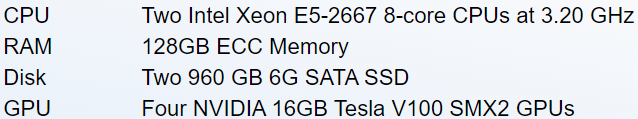 CPU Two Intel Xeon E5-2667 8-core CPUs at 3.20 GHz
RAM 128GB ECC Memory
Disk Two 960 GB 6G SATA SSD
GPU Four NVIDIA 16GB Tesla V100 SMX2 GPUs